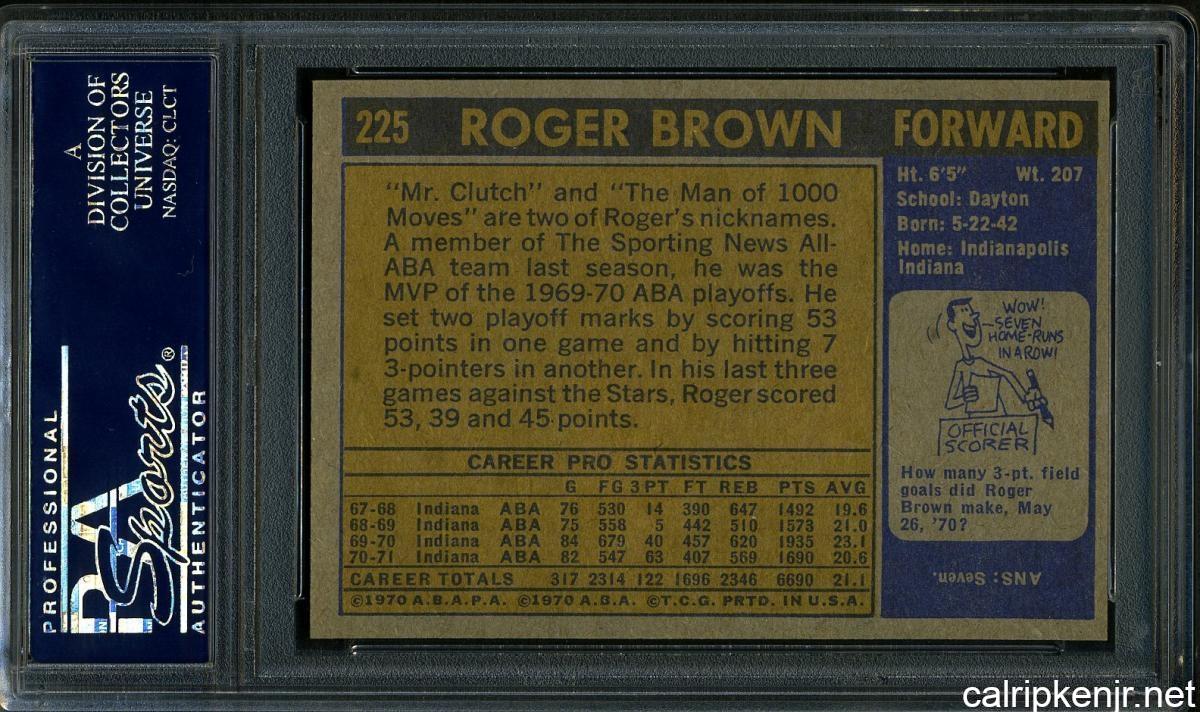 A
DIVISION OF
COLLECTORS
UNIVERSE
NASDAQ: CLCT
PROFESSIONAL
PSA
Sports®
AUTHENTICATOR
225 ROGER BROWN FORWARD
"Mr. Clutch" and "The Man of 1000
Moves" are two of Roger's nicknames.
A member of The Sporting News All-
ABA team last season, he was the
MVP of the 1969-70 ABA playoffs. He
set two playoff marks by scoring 53
points in one game and by hitting 7
3-pointers in another. In his last three
games against the Stars, Roger scored
53, 39 and 45 points.
CAREER PRO STATISTICS
G FG 3PT FT REB PTS AVG
67-68 Indiana ABA 76 530 14 390 647 1492 19.6
68-69 Indiana ABA 75 558 5 442 510 1573 21.0
69-70 Indiana ABA 84 679 40 457 620 1935 23.1
70-71 Indiana ABA 82 547 63 407 569 1690 20.6
CAREER TOTALS 317 2314 122 1696 2346 6690 21.1
©1970 A.B.A.P.A. ©1970 A.B.A. ©T.C.G. PRTD. IN U.S.A.
Ht. 6'5" Wt. 207
School: Dayton
Born: 5-22-42
Home: Indianapolis
Indiana
WOW!
SEVEN
HOME-RUNS
IN A ROW!
OFFICIAL
SCORER
How many 3-pt. field
goals did Roger
Brown make, May
26, '70?
ANS: Seven.
calripkenjr.net